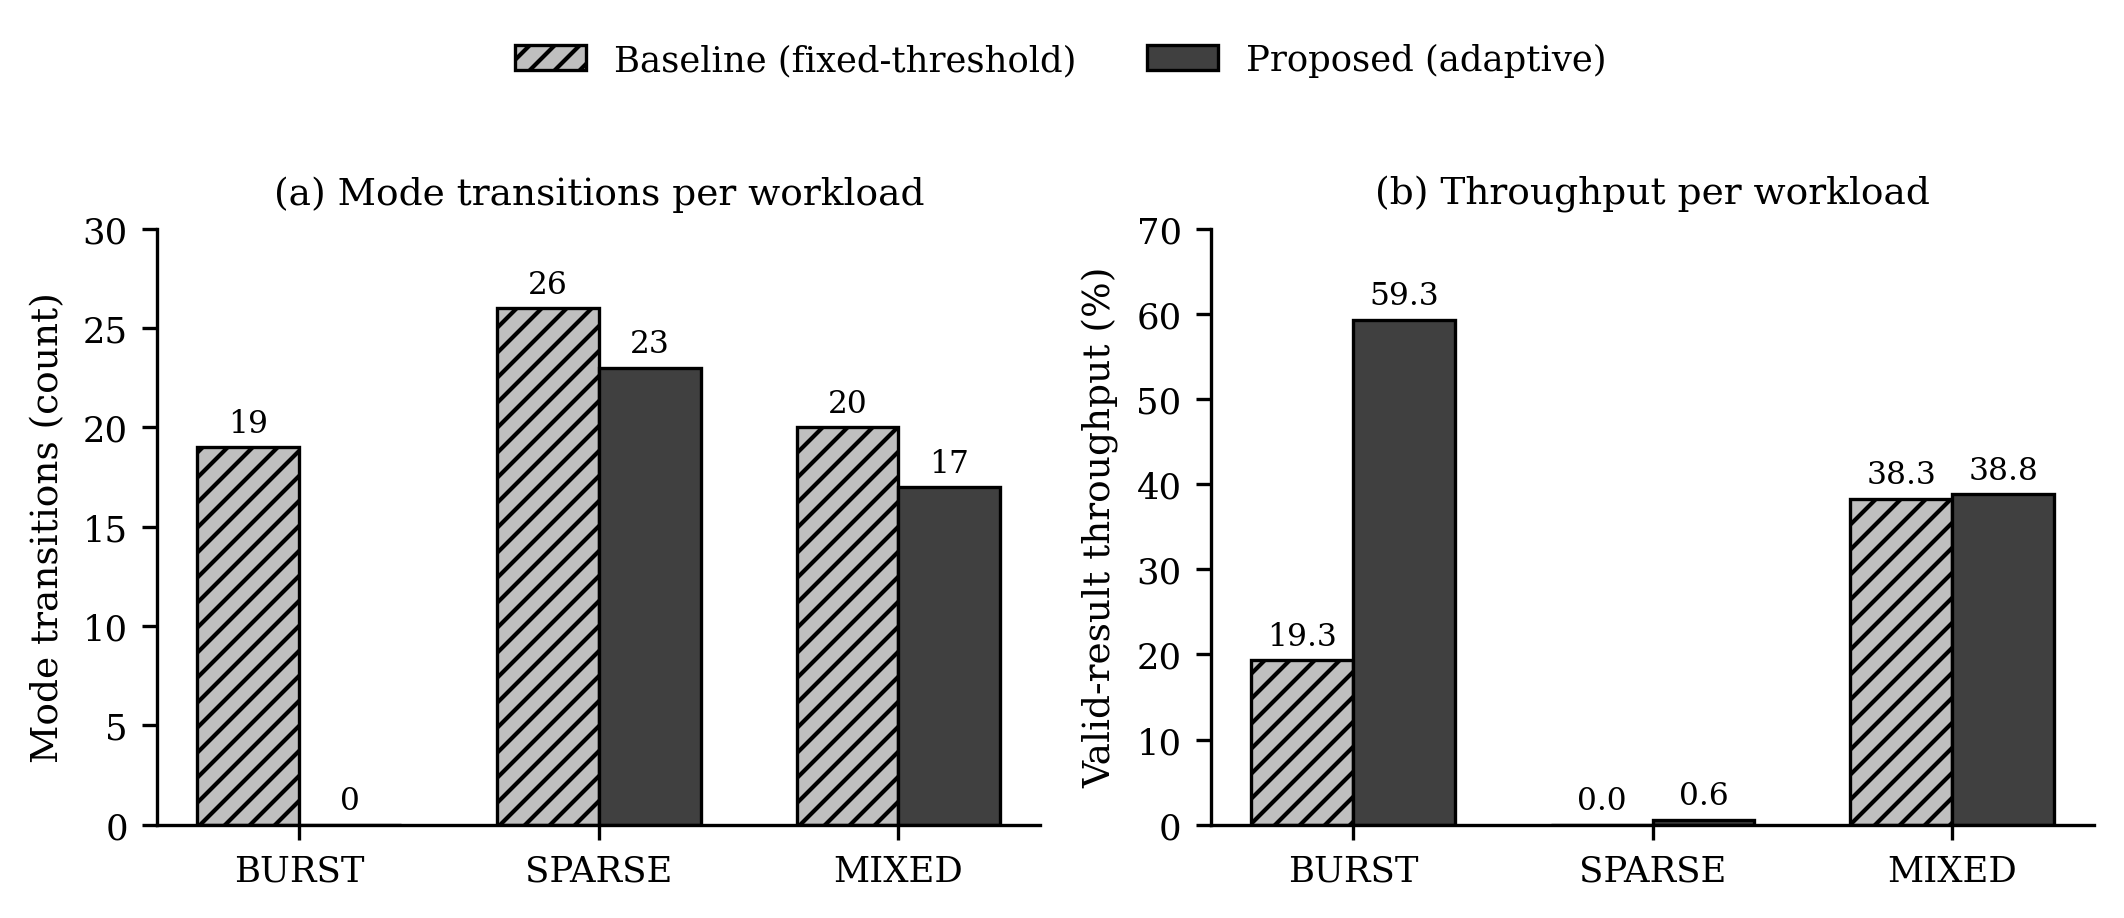 Baseline (fixed-threshold)
Proposed (adaptive)
(a) Mode transitions per workload
Mode transitions (count)
30
25
20
15
10
5
0
19
0
26
23
20
17
BURST
SPARSE
MIXED
(b) Throughput per workload
Valid-result throughput (%)
70
60
50
40
30
20
10
0
19.3
59.3
0.0
0.6
38.3
38.8
BURST
SPARSE
MIXED